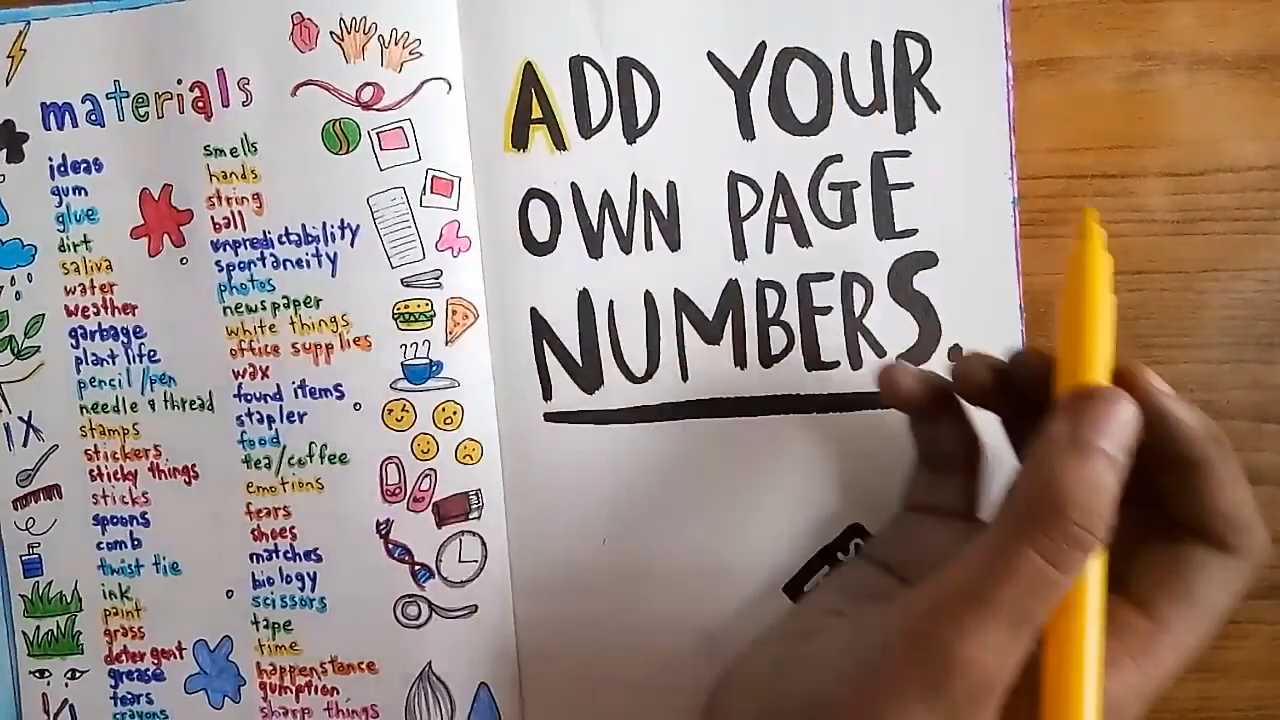 materials
ideas
gum
glue
dirt
saliva
water
weather
garbage
plant life
pencil/pen
needle & thread
stamps
stickers
sticky things
sticks
spoons
comb
twist tie
ink
paint
grass
detergent
grease
tears
crayons
smells
hands
string
ball
unpredictability
spontaneity
photos
newspaper
white things
office supplies
wax
found items
stapler
food
tea/coffee
emotions
fears
shoes
matches
biology
scissors
tape
time
happenstance
gumption
sharp things
ADD YOUR
OWN PAGE
NUMBERS.